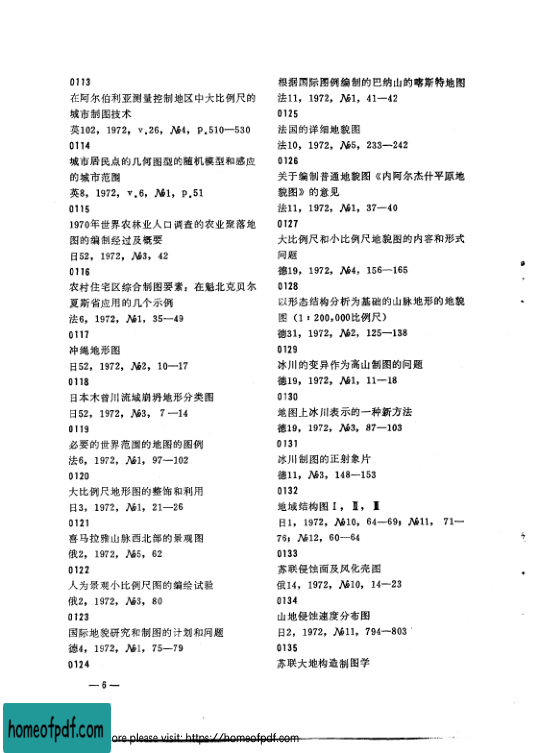 0113
在阿尔伯利亚测量控制地区中大比例尺的
城市制图技术
英102，1972，v.26，№4，p.510—530
0114
城市居民点的几何图型的随机模型和感应
的城市范围
英8，1972，v.6，№1，p.51
0115
1970年世界农林业人口调查的农业聚落地
图的编制经过及概要
日52，1972，№3，42
0116
农村住宅区综合制图要素：在魁北克贝尔
夏斯省应用的几个示例
法6，1972，№1，35—49
0117
冲绳地形图
日52，1972，№2，10—17
0118
日本木曾川流域崩坍地形分类图
日52，1972，№3，7—14
0119
必要的世界范围的地图的图例
法6，1972，№1，97—102
0120
大比例尺地形图的整饰和利用
日3，1972，№1，21—26
0121
喜马拉雅山脉西北部的景观图
俄2，1972，№5，62
0122
人为景观小比例尺图的编绘试验
俄2，1972，№3，80
0123
国际地貌研究和制图的计划和问题
德4，1972，№1，75—79
0124
—6—
根据国际图例编制的巴纳山的喀斯特地图
法11，1972，№1，41—42
0125
法国的详细地貌图
法10，1972，№5，233—242
0126
关于编制普通地貌图《内阿尔杰什平原地
貌图》的意见
法11，1972，№1，37—40
0127
大比例尺和小比例尺地貌图的内容和形式
问题
德19，1972，№4，156—165
0128
以形态结构分析为基础的山脉地形的地貌
图（1：200,000比例尺）
德31，1972，№2，125—138
0129
冰川的变异作为高山制图的问题
德19，1972，№1，11—18
0130
地图上冰川表示的一种新方法
德19，1972，№3，87—103
0131
冰川制图的正射象片
德11，№3，148—153
0132
地域结构图Ⅰ，Ⅱ，Ⅲ
日1，1972，№10，64—69；№11，71—
76；№12，60—64
0133
苏联侵蚀面及风化壳图
俄14，1972，№10，14—23
0134
山地侵蚀速度分布图
日2，1972，№11，794—803
0135
苏联大地构造制图学
homeofpdf.com
ore please visit: https://homeofpdf.com